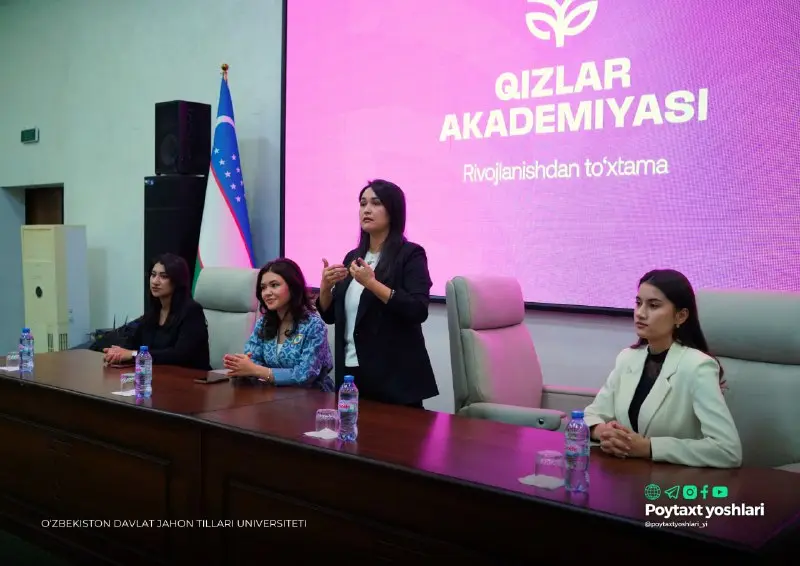 QIZLAR
AKADEMIYASI
Rivojlanishdan to‘xtama
O‘ZBEKISTON DAVLAT JAHON TILLARI UNIVERSITETI
Poytaxt yoshlari
@poytaxtyoshlari_yi